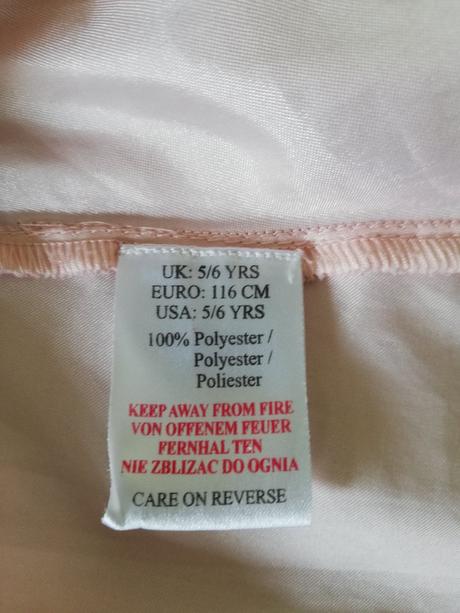 UK: 5/6 YRS
EURO: 116 CM
USA: 5/6 YRS
100% Polyester /
Polyester /
Poliester
KEEP AWAY FROM FIRE
VON OFFENEM FEUER
FERNHAL TEN
NIE ZBLIZAC DO OGNIA
CARE ON REVERSE